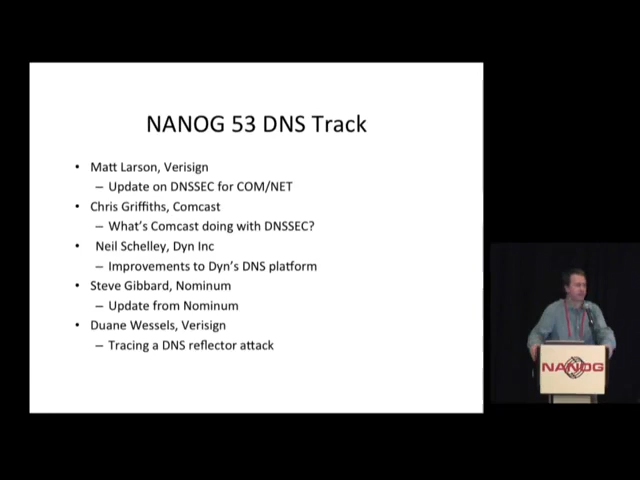 NANOG 53 DNS Track
• Matt Larson, Verisign
– Update on DNSSEC for COM/NET
• Chris Griffiths, Comcast
– What's Comcast doing with DNSSEC?
• Neil Schelley, Dyn Inc
– Improvements to Dyn's DNS platform
• Steve Gibbard, Nominum
– Update from Nominum
• Duane Wessels, Verisign
– Tracing a DNS reflector attack
NANOG